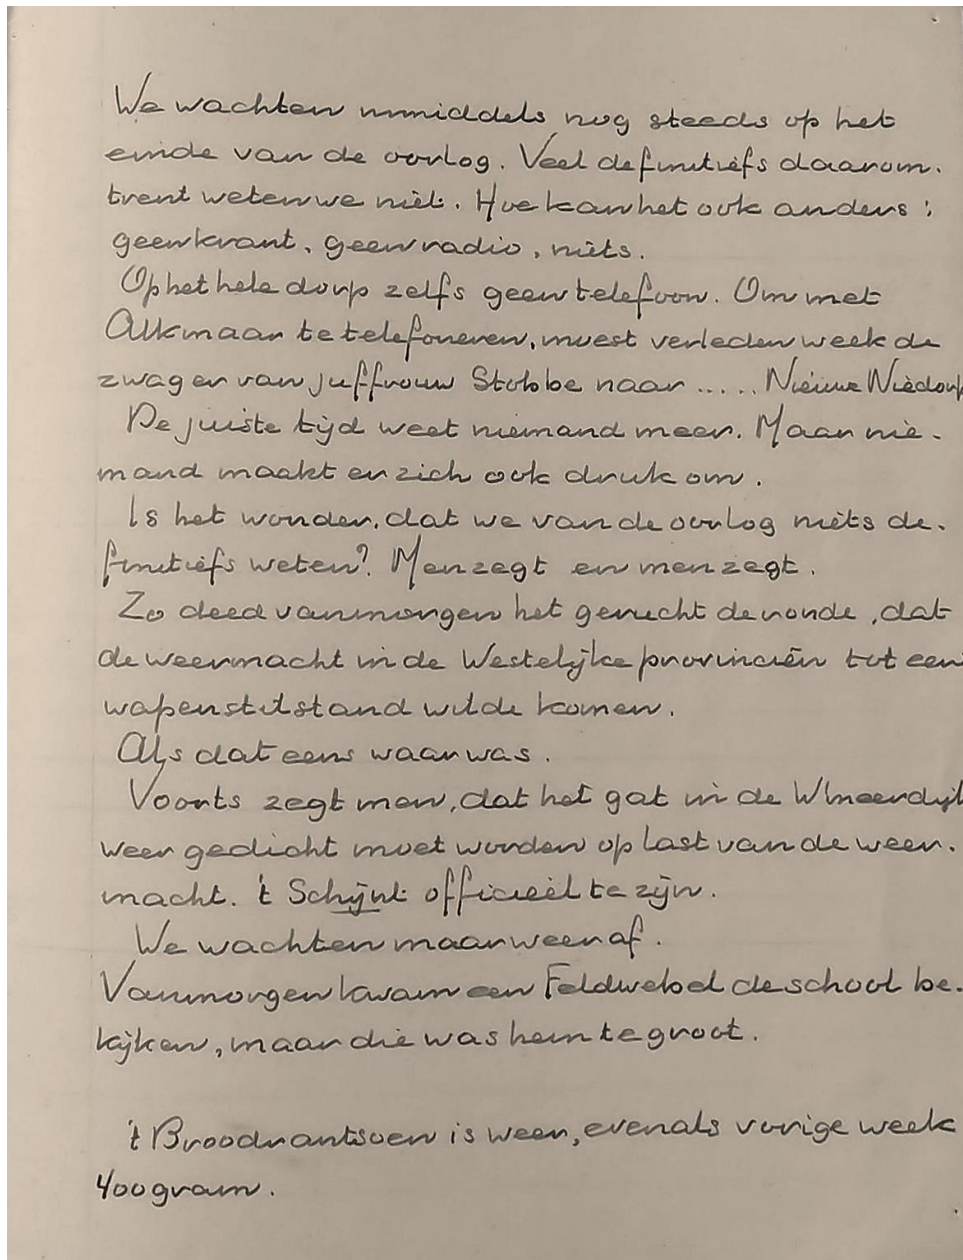 We wachten inmiddels nog steeds op het
einde van de oorlog. Veel definitiefs daarom-
trent weten we niet. Hoe kan het ook anders;
geen krant, geen radio, niets.
Op het hele dorp zelfs geen telefoon. Om met
Alkmaar te telefoneren, moest verleden week de
zwager van juffrouw Stobbe naar ..... Nieuwe Niedorp
De juiste tijd weet niemand meer. Maar nie-
mand maakt er zich ook druk om.
Is het wonder, dat we van de oorlog niets de-
finitiefs weten? Men zegt en men zegt.
Zo deed vanmorgen het gerucht de ronde, dat
de weermacht in de Westelijke provinciën tot een
wapenstilstand wilde komen.
Als dat eens waar was.
Voorts zegt men, dat het gat in de W'meerdijk
weer gedicht moet worden op last van de weer-
macht. 't Schijnt officieël te zijn.
We wachten maar weer af.
Vanmorgen kwam een Feldwebel de school be-
kijken, maar die was hem te groot.
't Broodrantsoen is weer, evenals vorige week
400 gram.